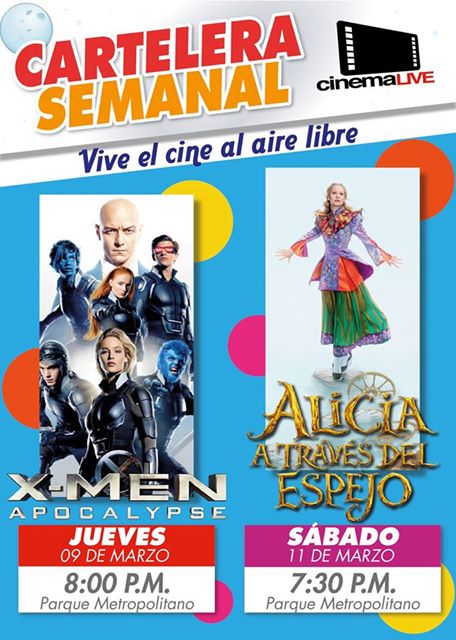 CARTELERA
SEMANAL
cinemaLIVE
Vive el cine al aire libre
X-MEN
APOCALYPSE
JUEVES
09 DE MARZO
8:00 P.M.
Parque Metropolitano
ALICIA
A TRAVÉS DEL
ESPEJO
SÁBADO
11 DE MARZO
7:30 P.M.
Parque Metropolitano